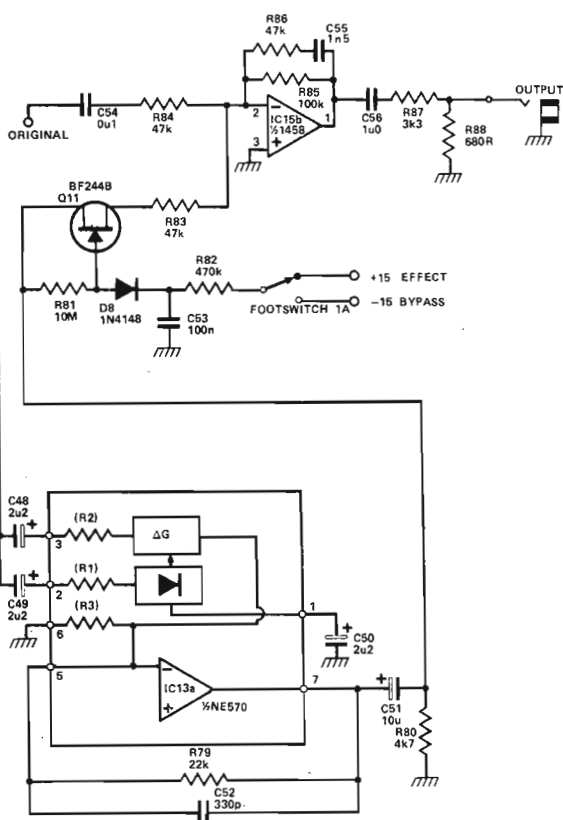 R86
47k
C55
1n5
R85
100k
C54
0u1
R84
47k
ORIGINAL
2
−
IC15b
½1458
1
3
+
C56
1u0
R87
3k3
OUTPUT
R88
680R
BF244B
Q11
R83
47k
R82
470k
+15 EFFECT
−15 BYPASS
FOOTSWITCH 1A
R81
10M
D8
1N4148
C53
100n
C48
2u2
+
(R2)
3
ΔG
C49
2u2
+
(R1)
2
(R3)
6
1
+
C50
2u2
5
−
IC13a
+
½NE570
7
+
C51
10u
R80
4k7
R79
22k
C52
330p